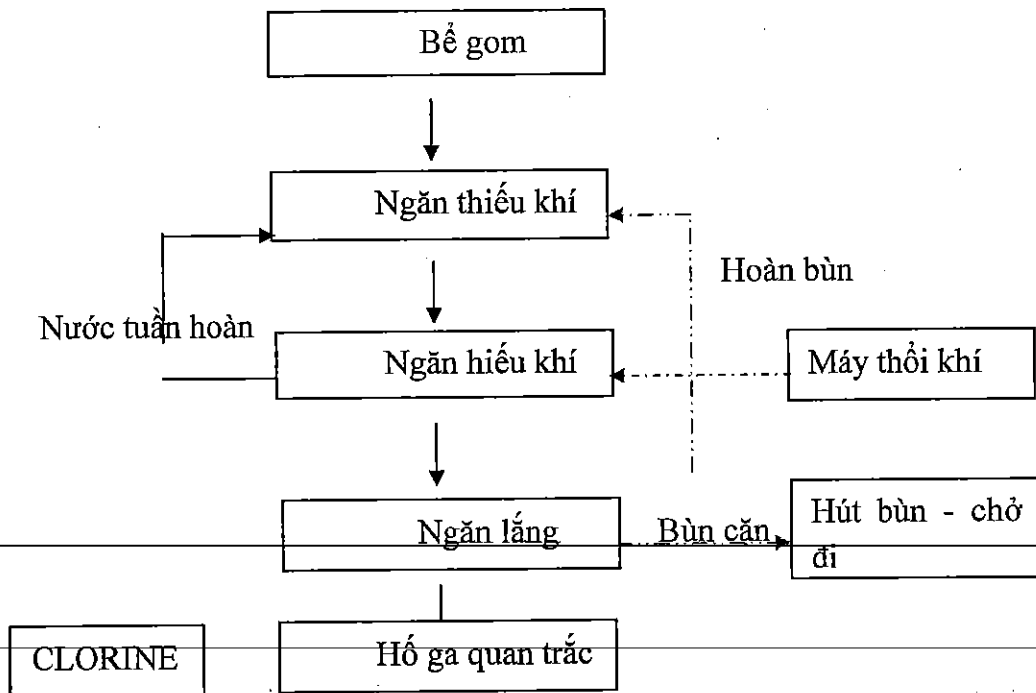 Bể gom
Ngăn thiếu khí
Hoàn bùn
Nước tuần hoàn
Ngăn hiếu khí
Máy thổi khí
Ngăn lắng
Bùn cặn
Hút bùn - chở
đi
CLORINE
Hố ga quan trắc